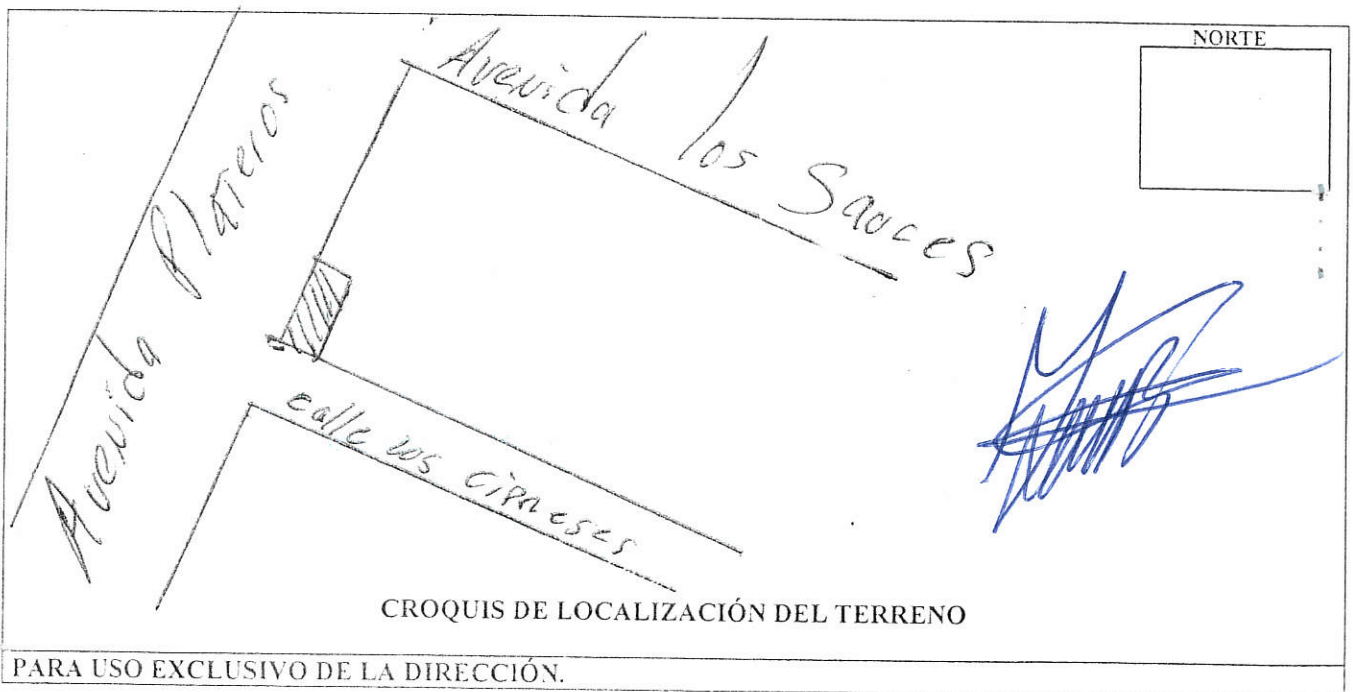 NORTE
Avenida los Sauces
Avenida Plateros
calle los cipreses
CROQUIS DE LOCALIZACIÓN DEL TERRENO
PARA USO EXCLUSIVO DE LA DIRECCIÓN.